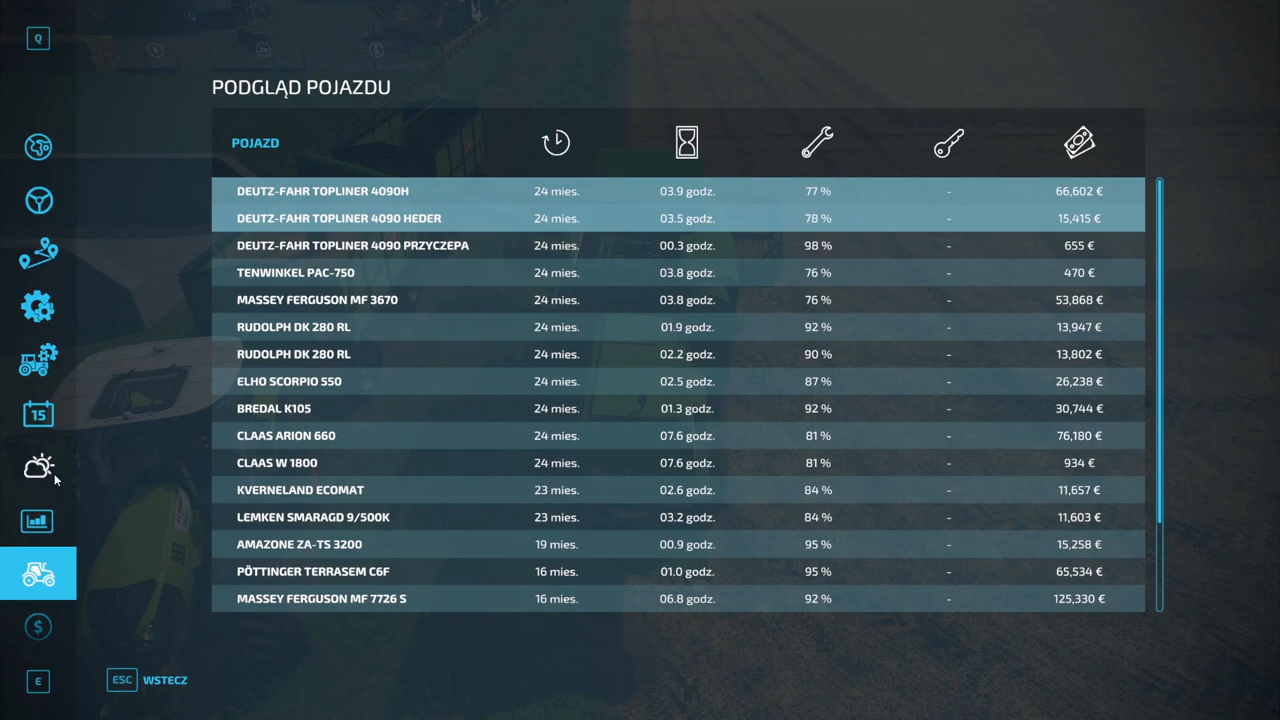 Q
PODGLĄD POJAZDU
POJAZD
DEUTZ-FAHR TOPLINER 4090H 24 mies. 03.9 godz. 77 % - 66,602 €
DEUTZ-FAHR TOPLINER 4090 HEDER 24 mies. 03.5 godz. 78 % - 15,415 €
DEUTZ-FAHR TOPLINER 4090 PRZYCZEPA 24 mies. 00.3 godz. 98 % - 655 €
TENWINKEL PAC-750 24 mies. 03.8 godz. 76 % - 470 €
MASSEY FERGUSON MF 3670 24 mies. 03.8 godz. 76 % - 53,868 €
RUDOLPH DK 280 RL 24 mies. 01.9 godz. 92 % - 13,947 €
RUDOLPH DK 280 RL 24 mies. 02.2 godz. 90 % - 13,802 €
ELHO SCORPIO 550 24 mies. 02.5 godz. 87 % - 26,238 €
BREDAL K105 24 mies. 01.3 godz. 92 % - 30,744 €
CLAAS ARION 660 24 mies. 07.6 godz. 81 % - 76,180 €
CLAAS W 1800 24 mies. 07.6 godz. 81 % - 934 €
KVERNELAND ECOMAT 23 mies. 02.6 godz. 84 % - 11,657 €
LEMKEN SMARAGD 9/500K 23 mies. 03.2 godz. 84 % - 11,603 €
AMAZONE ZA-TS 3200 19 mies. 00.9 godz. 95 % - 15,258 €
PÖTTINGER TERRASEM C6F 16 mies. 01.0 godz. 95 % - 65,534 €
MASSEY FERGUSON MF 7726 S 16 mies. 06.8 godz. 92 % - 125,330 €
15
$
E
ESC WSTECZ